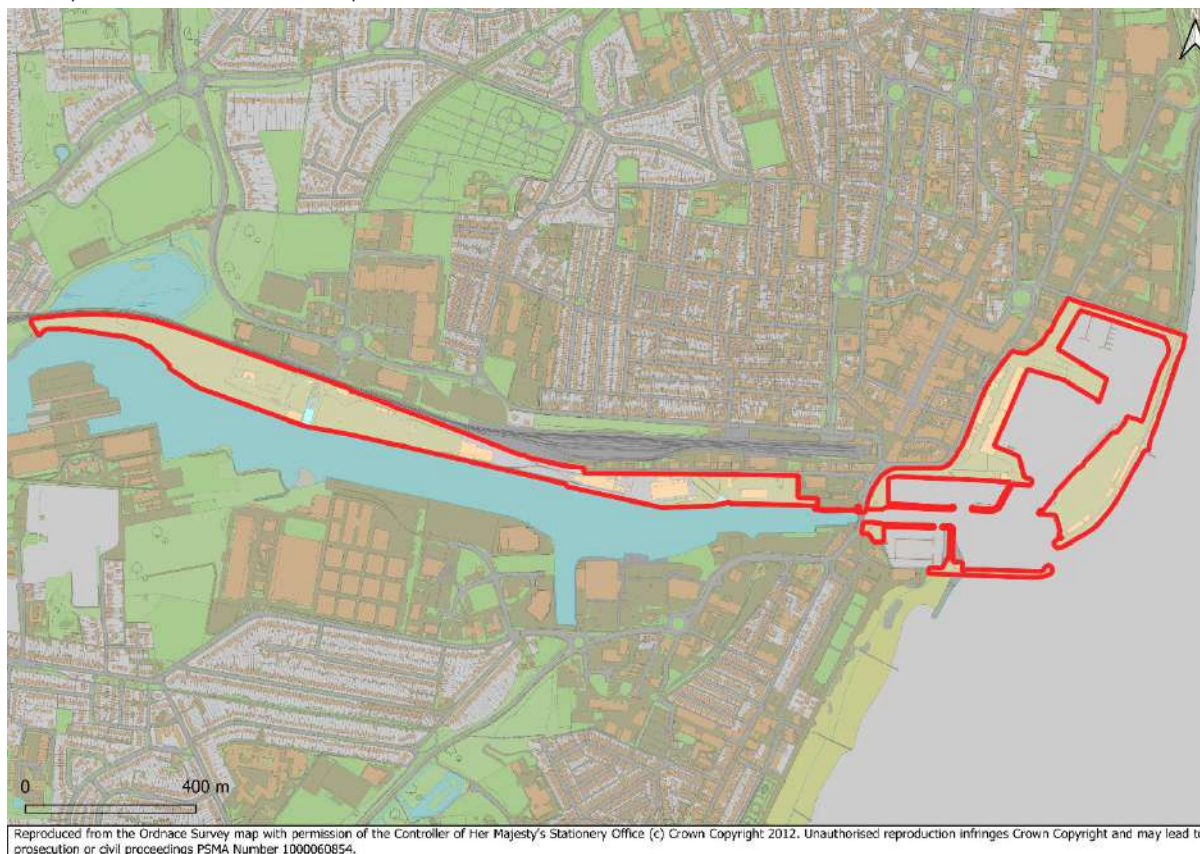 0 400 m
Reproduced from the Ordnace Survey map with permission of the Controller of Her Majesty's Stationery Office (c) Crown Copyright 2012. Unauthorised reproduction infringes Crown Copyright and may lead to
prosecution or civil proceedings PSMA Number 1000060854.